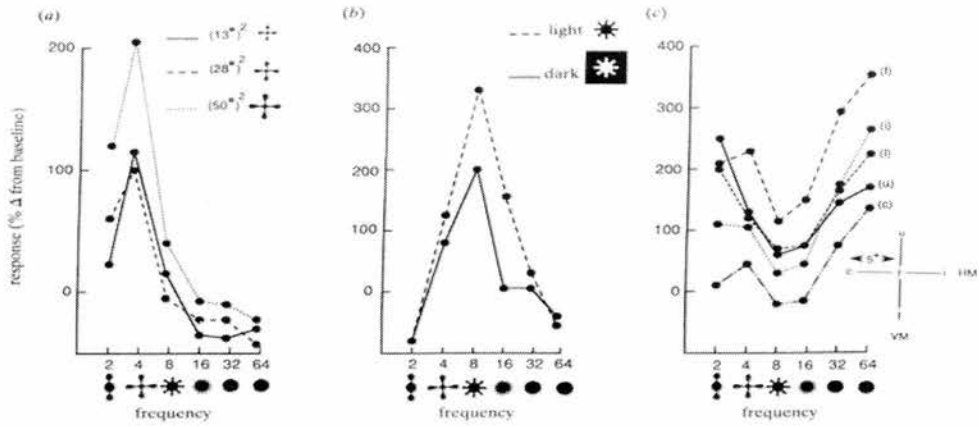 (a)
200
100
0
response (% Δ from baseline)
(13°)²
(28°)²
(50°)²
2 4 8 16 32 64
frequency
(b)
400
300
200
100
0
light
dark
2 4 8 16 32 64
frequency
(c)
400
300
200
100
0
(f)
(i)
(l)
(u)
(c)
5°
u
c
HM
VM
2 4 8 16 32 64
frequency